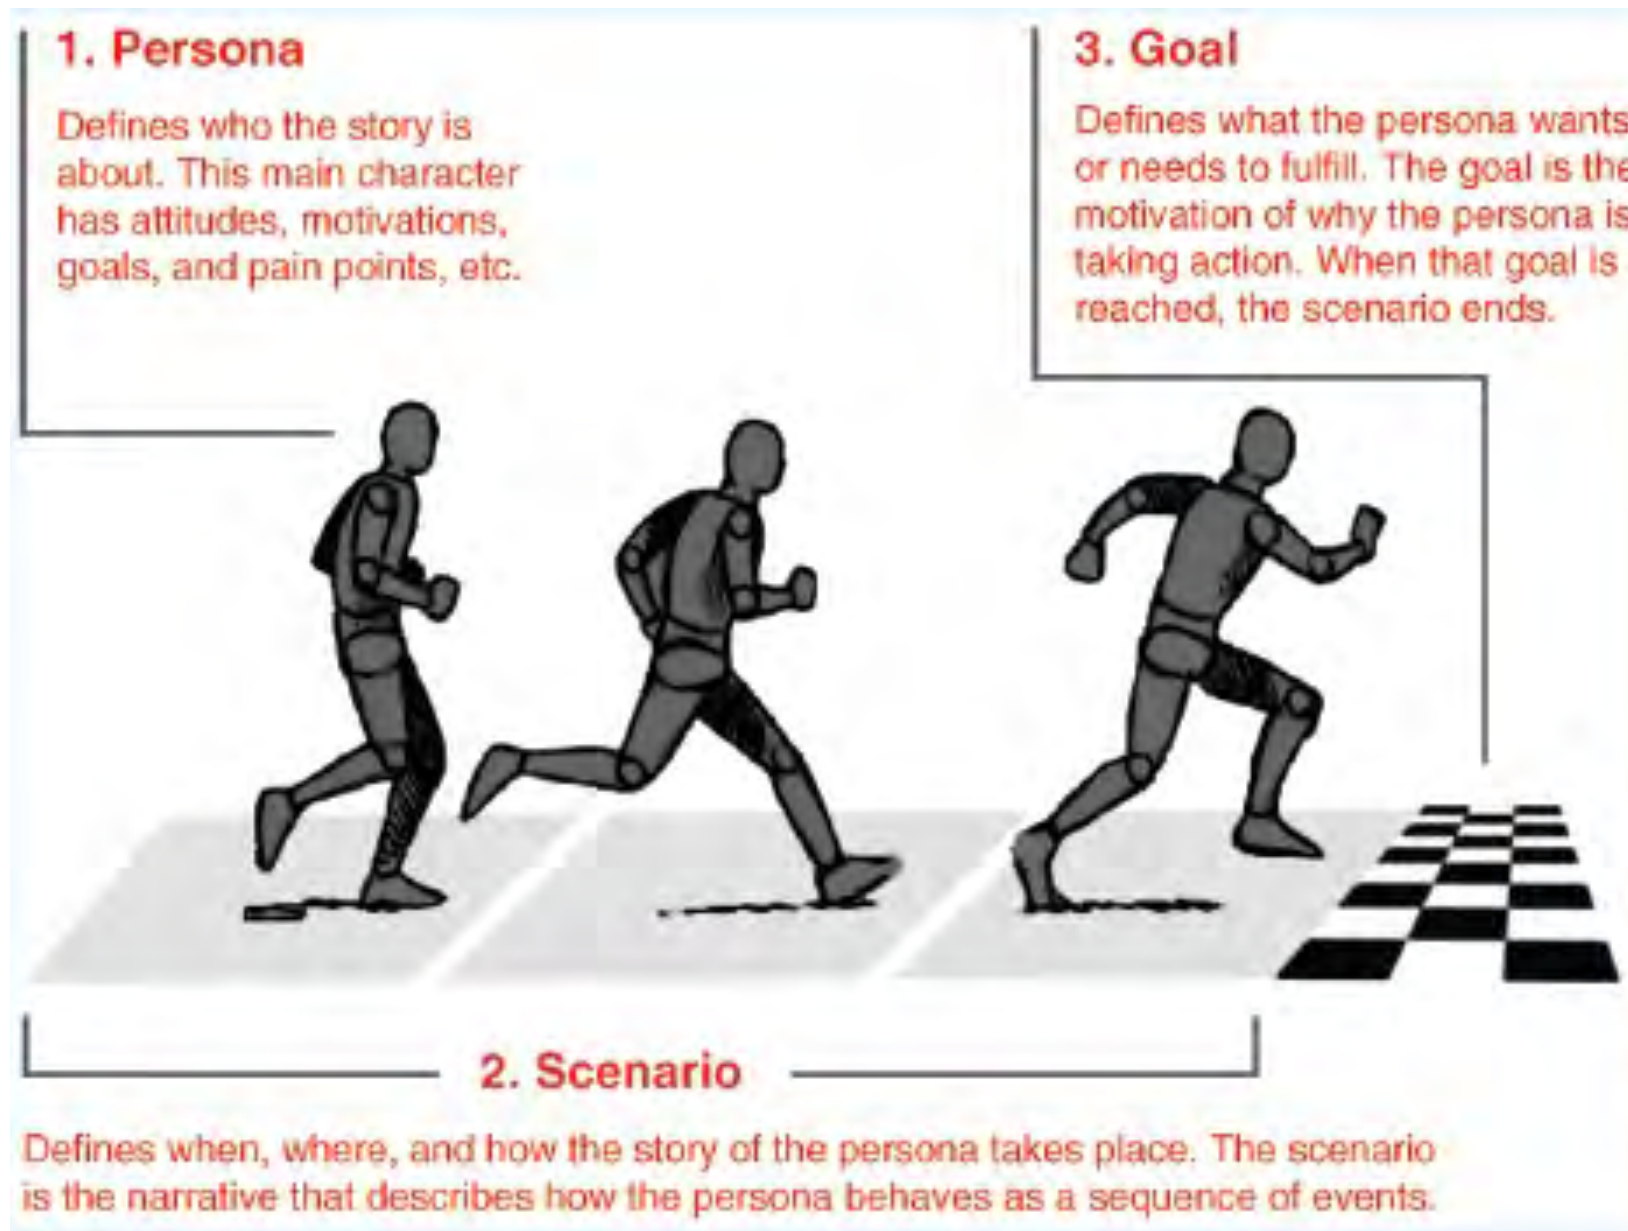 1. Persona
Defines who the story is
about. This main character
has attitudes, motivations,
goals, and pain points, etc.
3. Goal
Defines what the persona wants
or needs to fulfill. The goal is the
motivation of why the persona is
taking action. When that goal is
reached, the scenario ends.
2. Scenario
Defines when, where, and how the story of the persona takes place. The scenario
is the narrative that describes how the persona behaves as a sequence of events.